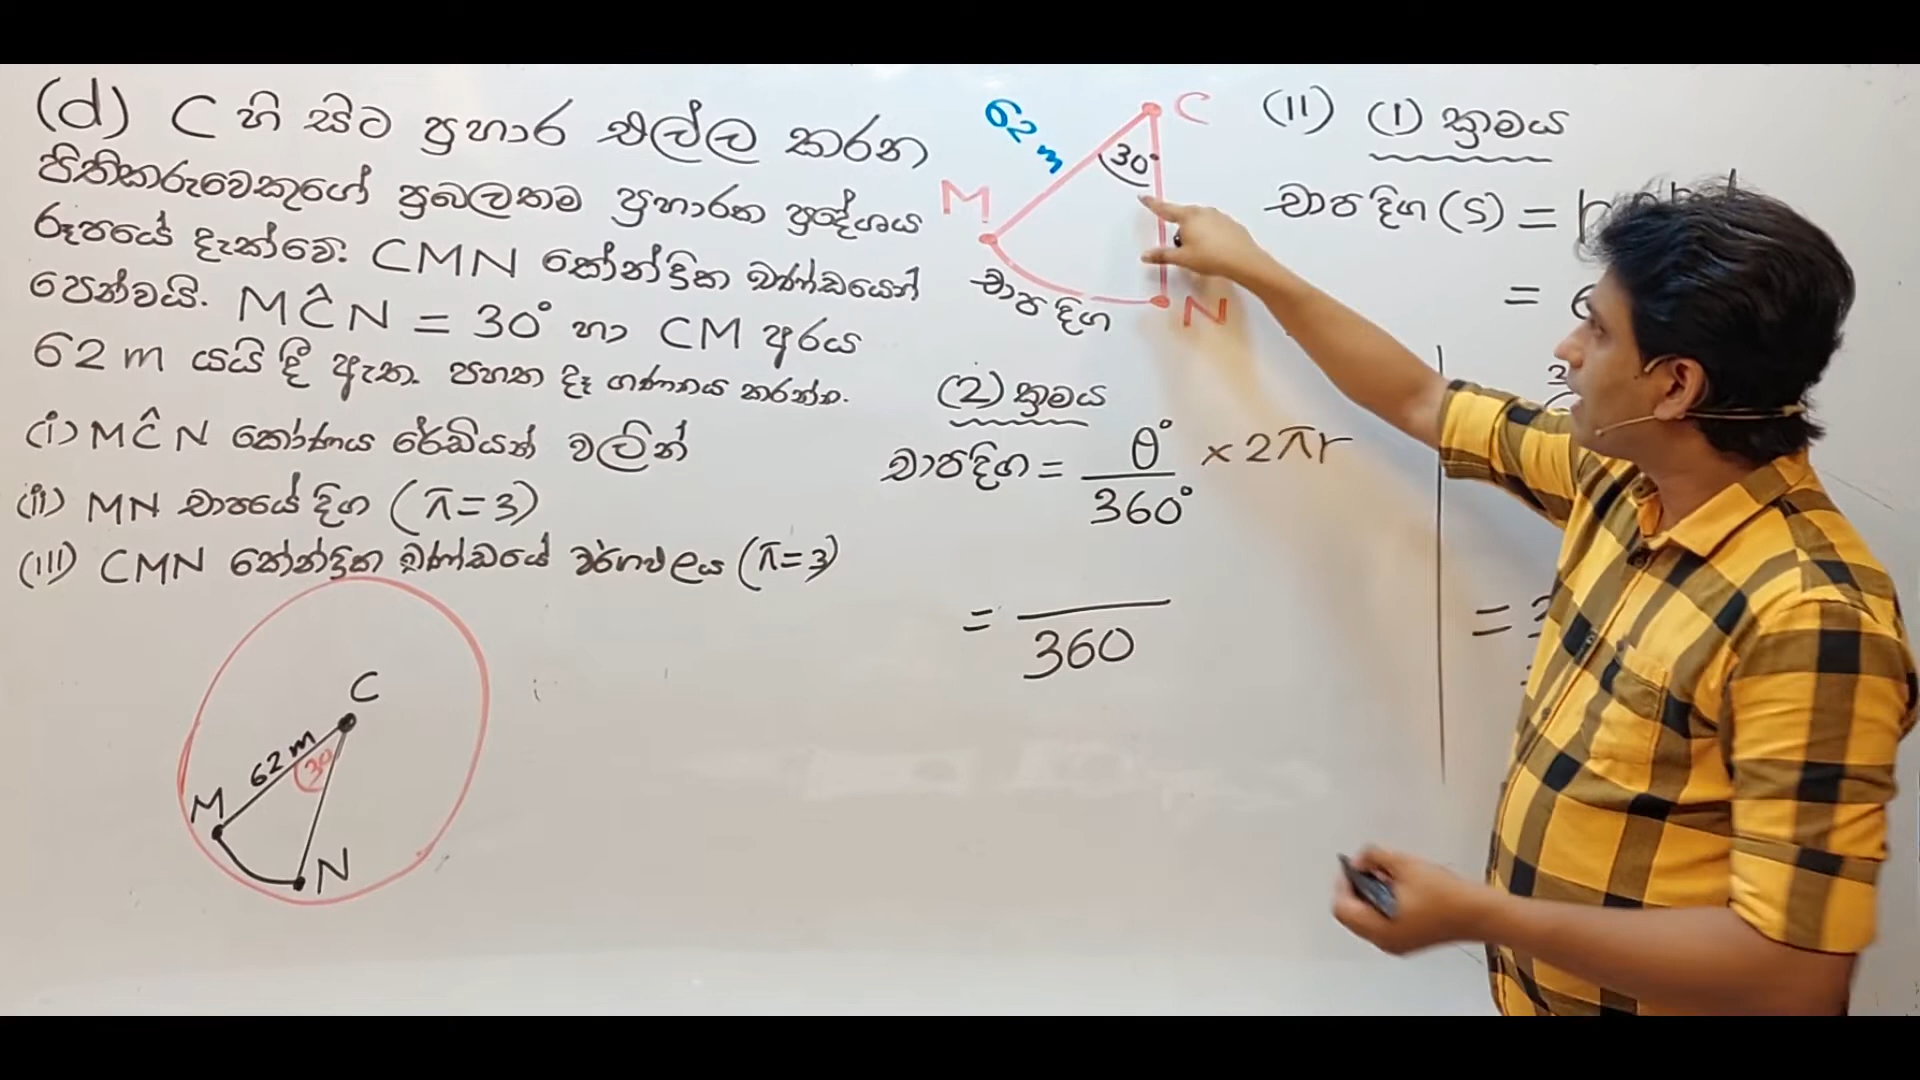 (d) C හි සිට ප්‍රහාර එල්ල කරන
පිතිකරුවෙකුගේ ප්‍රබලතම ප්‍රහාරක ප්‍රදේශය
රූපයේ දැක්වේ. CMN කේන්ද්‍රික ඛණ්ඩයෙන්
පෙන්වයි. MĈN = 30° හා CM අරය
62 m යයි දී ඇත. පහත දෑ ගණනය කරන්න.
(i) MĈN කෝණය රේඩියන් වලින්
(ii) MN චාපයේ දිග (π=3)
(III) CMN කේන්ද්‍රික ඛණ්ඩයේ වර්ගඵලය (π=3)
C
62 m
30
M
N
C
62 m
30°
M
චාප දිග
N
(2) ක්‍රමය
චාප දිග = θ°/360° × 2πr
= /360
(II) (1) ක්‍රමය
චාප දිග (S) =
=
=